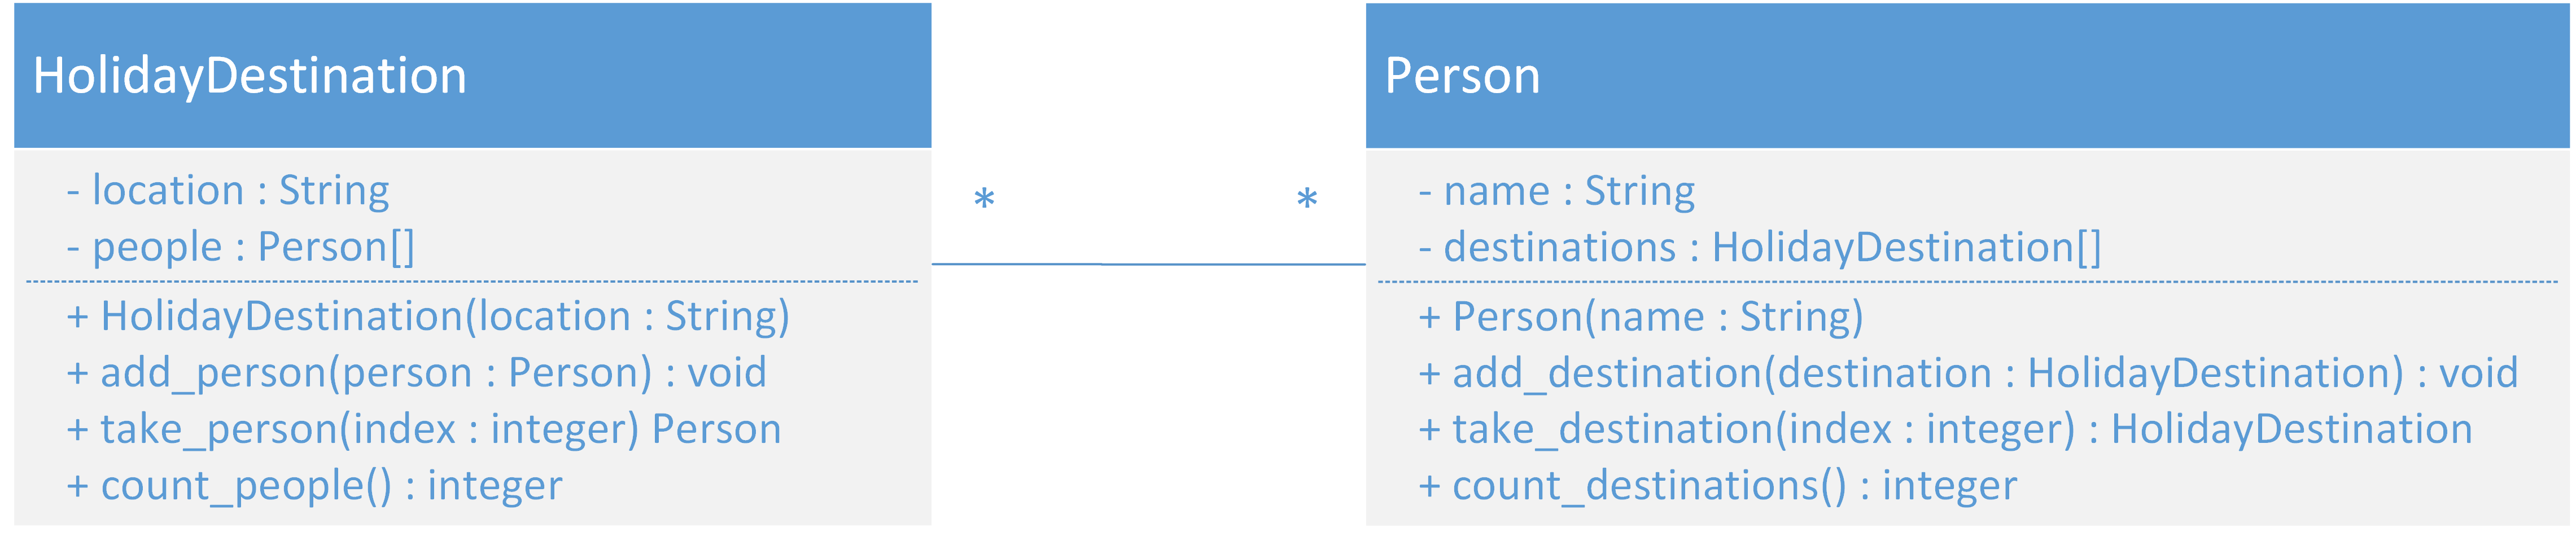 HolidayDestination
- location : String
- people : Person[]
+ HolidayDestination(location : String)
+ add_person(person : Person) : void
+ take_person(index : integer) Person
+ count_people() : integer
*
*
Person
- name : String
- destinations : HolidayDestination[]
+ Person(name : String)
+ add_destination(destination : HolidayDestination) : void
+ take_destination(index : integer) : HolidayDestination
+ count_destinations() : integer